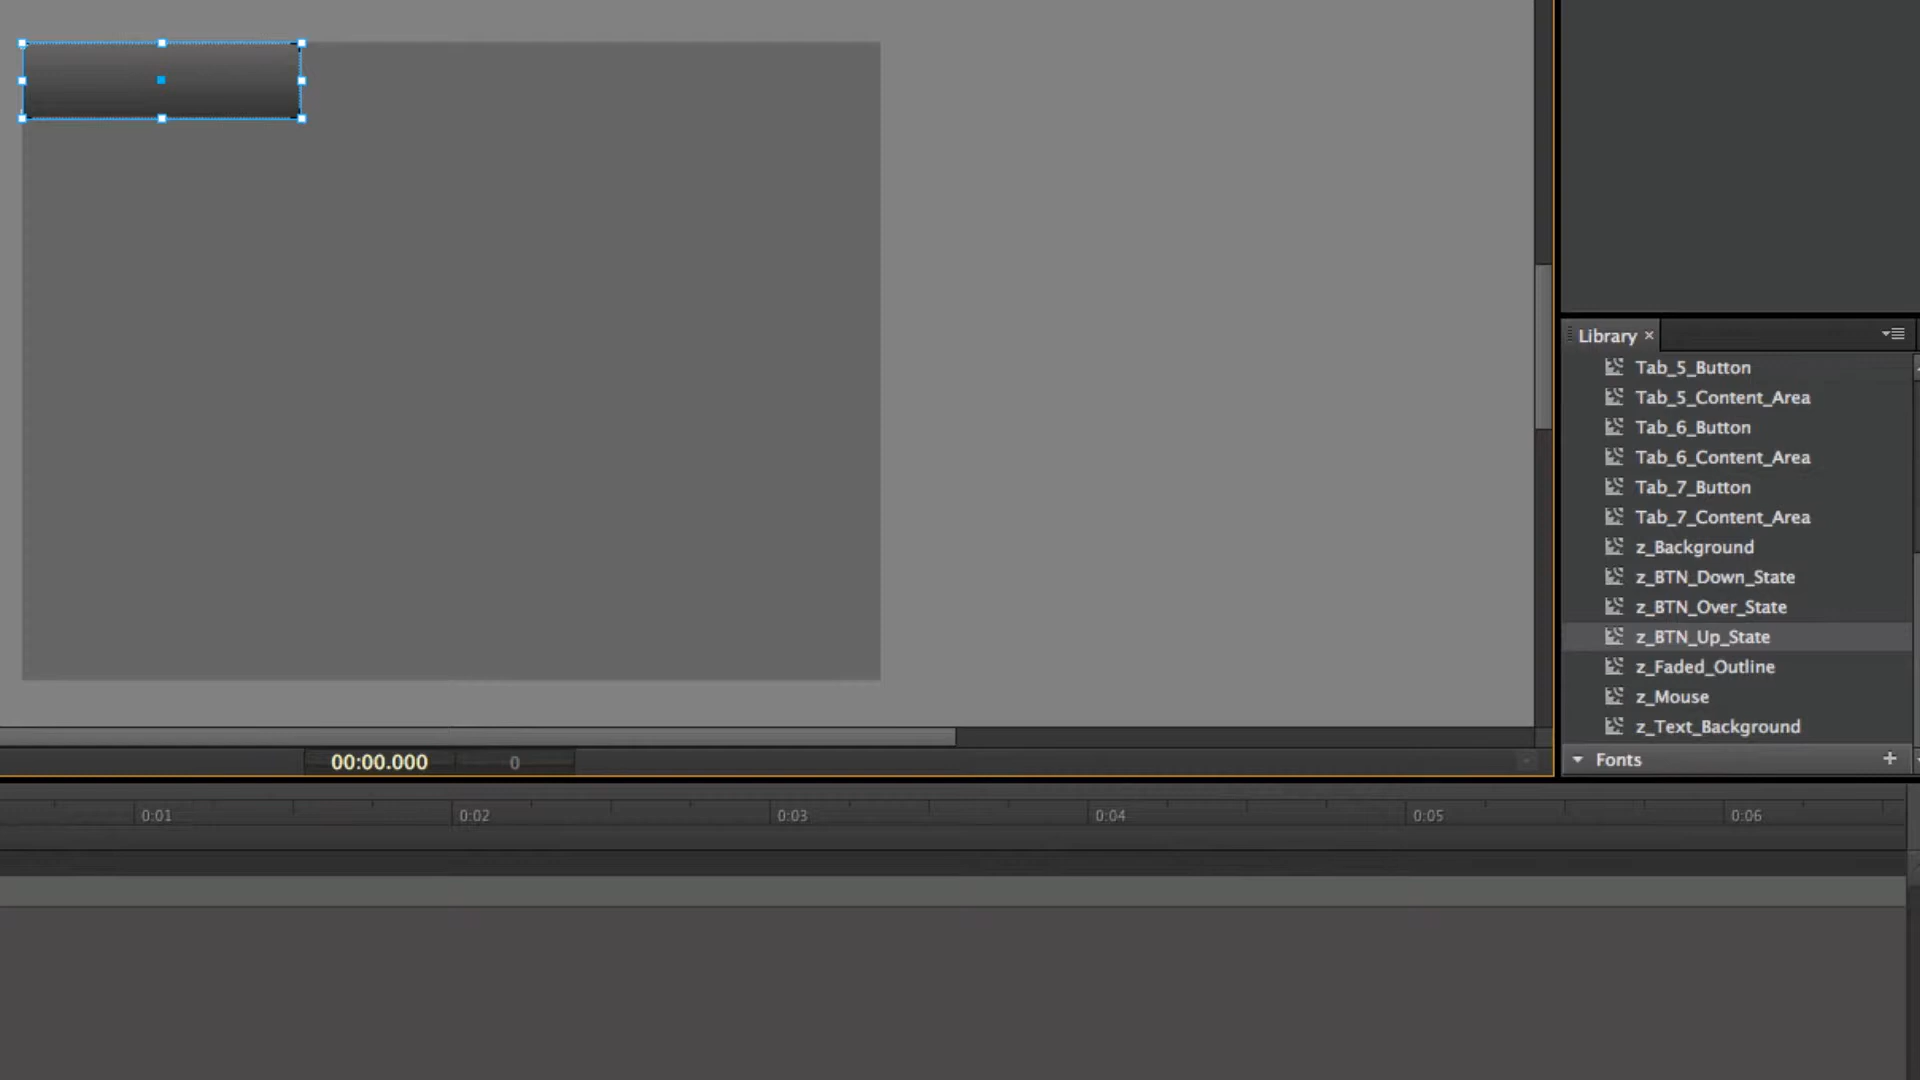 Library ×
Tab_5_Button
Tab_5_Content_Area
Tab_6_Button
Tab_6_Content_Area
Tab_7_Button
Tab_7_Content_Area
z_Background
z_BTN_Down_State
z_BTN_Over_State
z_BTN_Up_State
z_Faded_Outline
z_Mouse
z_Text_Background
Fonts +
00:00.000 0
0:01 0:02 0:03 0:04 0:05 0:06